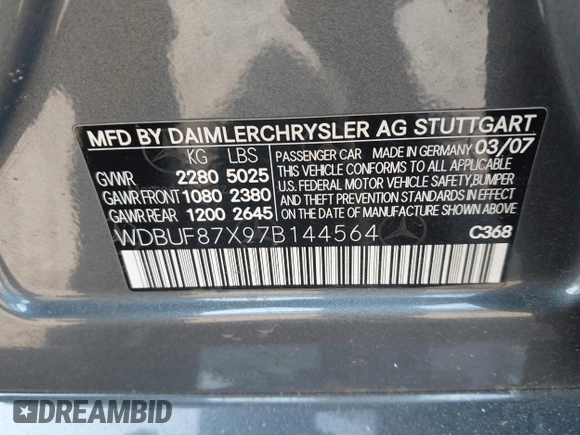 MFD BY DAIMLERCHRYSLER AG STUTTGART
KG LBS
GVWR 2280 5025
GAWR.FRONT 1080 2380
GAWR.REAR 1200 2645
PASSENGER CAR MADE IN GERMANY 03/07
THIS VEHICLE CONFORMS TO ALL APPLICABLE
U.S. FEDERAL MOTOR VEHICLE SAFETY,BUMPER
AND THEFT PREVENTION STANDARDS IN EFFECT
ON THE DATE OF MANUFACTURE SHOWN ABOVE.
WDBUF87X97B144564
C368
DREAMBID